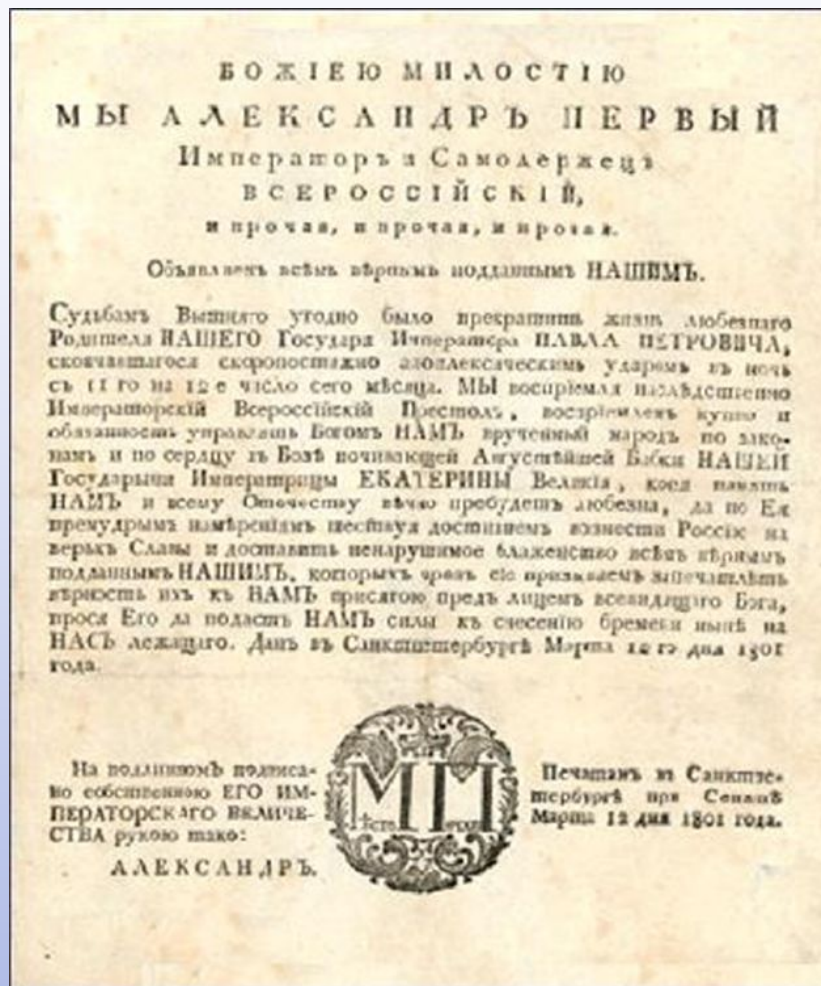 БОЖІЕЮ МИЛОСТІЮ
МЫ АЛЕКСАНДРЪ ПЕРВЫЙ
Императоръ и Самодержецъ
ВСЕРОССІЙСКІЙ,
и прочая, и прочая, и прочая.
Объявляемъ всѣмъ вѣрнымъ подданнымъ НАШИМЪ.
Судьбамъ Вышняго угодно было прекратить жизнь любезнаго
Родителя НАШЕГО Государя Императора ПАВЛА ПЕТРОВИЧА,
скончавшагося скоропостижно апоплексическимъ ударомъ въ ночь
съ 11 го на 12 е число сего мѣсяца. МЫ воспріемля наслѣдственно
Императорскій Всероссійскій Престолъ, воспріемлемъ купно и
обязанность управлять Богомъ НАМЪ врученный народъ по зако-
намъ и по сердцу въ Бозѣ почивающей Августѣйшей Бабки НАШЕЙ
Государыни Императрицы ЕКАТЕРИНЫ Великія, коея память
НАМЪ и всему Отечеству вѣчно пребудетъ любезна, да по Ея
премудрымъ намѣреніямъ шествуя достигнемъ вознести Россію на
верьхъ Славы и доставить ненарушимое блаженство всѣмъ вѣрнымъ
подданнымъ НАШИМЪ, которыхъ чрезъ сіе призываемъ запечатлѣть
вѣрность ихъ къ НАМЪ присягою предъ лицемъ всевидящаго Бога,
прося Его да подастъ НАМЪ силы къ снесенію бремени нынѣ на
НАСЪ лежащаго. Данъ въ Санктпетербургѣ Марта 12 го дня 1801
года.
На подлинномъ подписа-
но собственною ЕГО ИМ-
ПЕРАТОРСКАГО ВЕЛИЧЕ-
СТВА рукою тако:
АЛЕКСАНДРЪ.
МП
Печатанъ въ Санктпе-
тербургѣ при Сенатѣ
Марта 12 дня 1801 года.